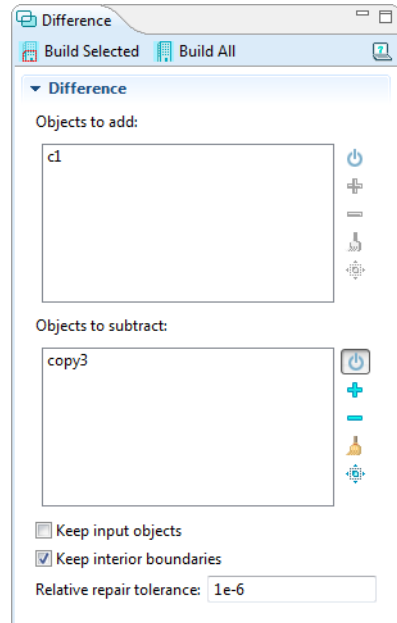 Difference
Build Selected Build All
Difference
Objects to add:
c1
Objects to subtract:
copy3
Keep input objects
Keep interior boundaries
Relative repair tolerance: 1e-6